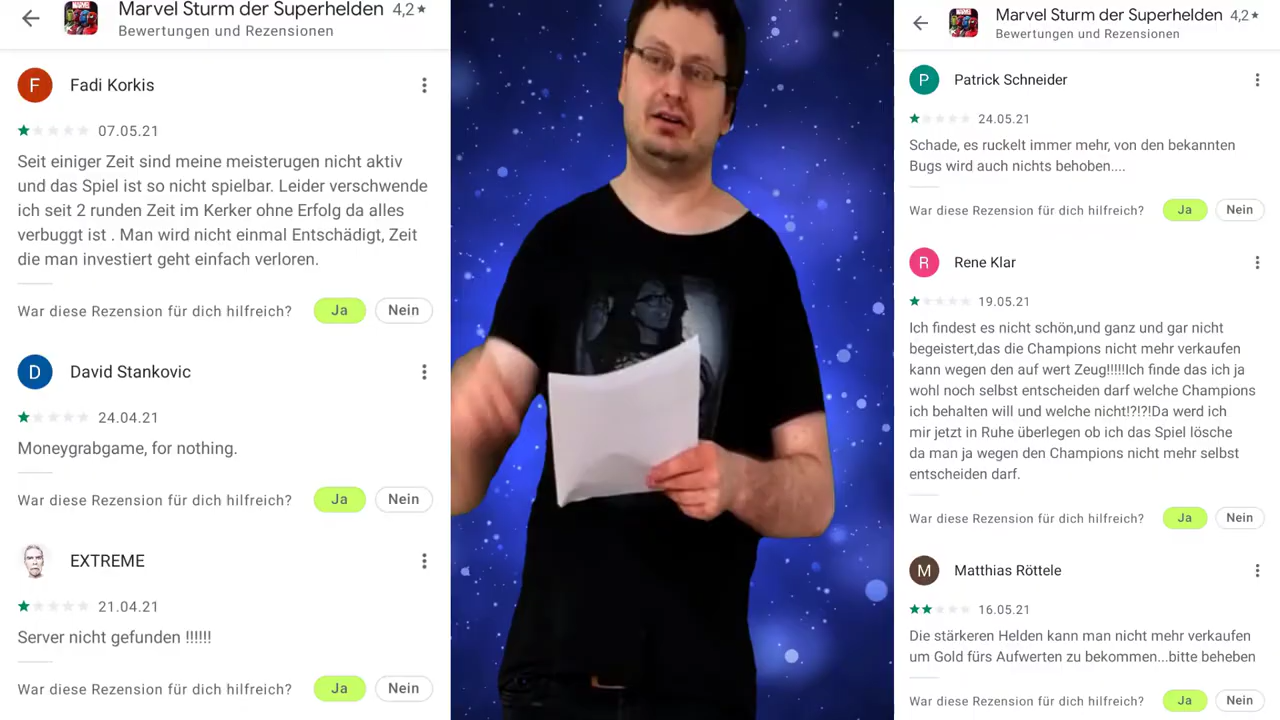 Marvel Sturm der Superhelden 4,2★
Bewertungen und Rezensionen
F Fadi Korkis
07.05.21
Seit einiger Zeit sind meine meisterugen nicht aktiv
und das Spiel ist so nicht spielbar. Leider verschwende
ich seit 2 runden Zeit im Kerker ohne Erfolg da alles
verbuggt ist . Man wird nicht einmal Entschädigt, Zeit
die man investiert geht einfach verloren.
War diese Rezension für dich hilfreich? Ja Nein
D David Stankovic
24.04.21
Moneygrabgame, for nothing.
War diese Rezension für dich hilfreich? Ja Nein
EXTREME
21.04.21
Server nicht gefunden !!!!!!
War diese Rezension für dich hilfreich? Ja Nein
MARVEL
Marvel Sturm der Superhelden 4,2★
Bewertungen und Rezensionen
P Patrick Schneider
24.05.21
Schade, es ruckelt immer mehr, von den bekannten
Bugs wird auch nichts behoben....
War diese Rezension für dich hilfreich? Ja Nein
R Rene Klar
19.05.21
Ich findest es nicht schön,und ganz und gar nicht
begeistert,das die Champions nicht mehr verkaufen
kann wegen den auf wert Zeug!!!!!Ich finde das ich ja
wohl noch selbst entscheiden darf welche Champions
ich behalten will und welche nicht!?!?!Da werd ich
mir jetzt in Ruhe überlegen ob ich das Spiel lösche
da man ja wegen den Champions nicht mehr selbst
entscheiden darf.
War diese Rezension für dich hilfreich? Ja Nein
M Matthias Röttele
16.05.21
Die stärkeren Helden kann man nicht mehr verkaufen
um Gold fürs Aufwerten zu bekommen...bitte beheben
War diese Rezension für dich hilfreich? Ja Nein